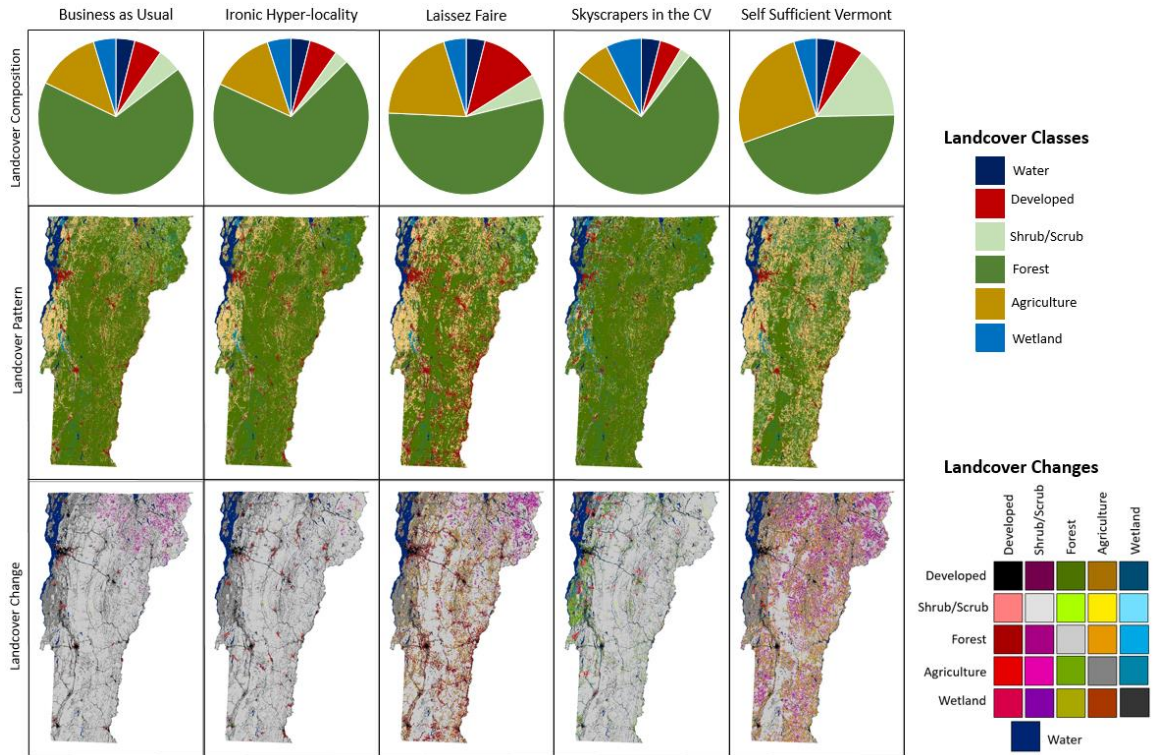 Business as Usual
Ironic Hyper-locality
Laissez Faire
Skyscrapers in the CV
Self Sufficient Vermont
Landcover Composition
Landcover Pattern
Landcover Change
Landcover Classes
Water
Developed
Shrub/Scrub
Forest
Agriculture
Wetland
Landcover Changes
Developed
Shrub/Scrub
Forest
Agriculture
Wetland
Developed
Shrub/Scrub
Forest
Agriculture
Wetland
Water